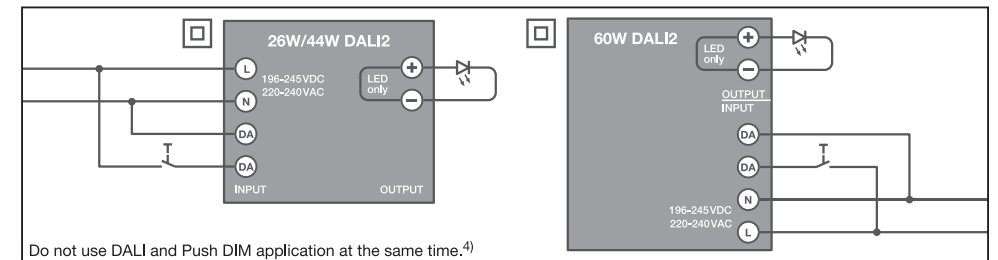 26W/44W DALI2
L
196-245VDC
220-240VAC
N
DA
DA
INPUT
LED
only
+
−
OUTPUT
T
Do not use DALI and Push DIM application at the same time.4)
60W DALI2
LED
only
+
−
OUTPUT
INPUT
DA
DA
T
N
196-245VDC
220-240VAC
L